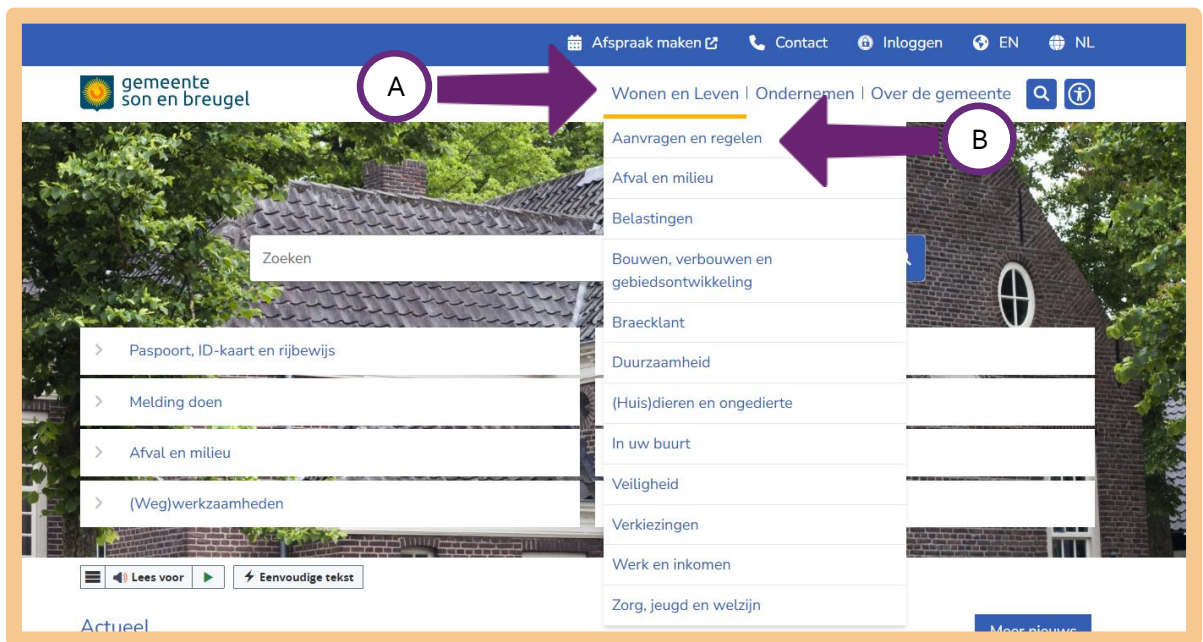 Afspraak maken Contact Inloggen EN NL
gemeente
son en breugel
A
Wonen en Leven | Ondernemen | Over de gemeente
Aanvragen en regelen
B
Afval en milieu
Belastingen
Bouwen, verbouwen en
gebiedsontwikkeling
Braecklant
Duurzaamheid
(Huis)dieren en ongedierte
In uw buurt
Veiligheid
Verkiezingen
Werk en inkomen
Zorg, jeugd en welzijn
Zoeken
Paspoort, ID-kaart en rijbewijs
Melding doen
Afval en milieu
(Weg)werkzaamheden
Lees voor
Eenvoudige tekst
Actueel
Meer nieuws